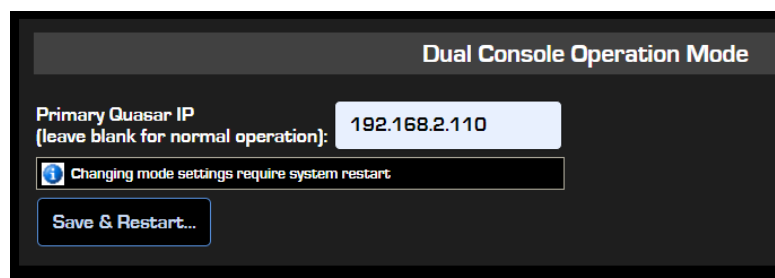 Dual Console Operation Mode
Primary Quasar IP
(leave blank for normal operation):
192.168.2.110
Changing mode settings require system restart
Save & Restart...